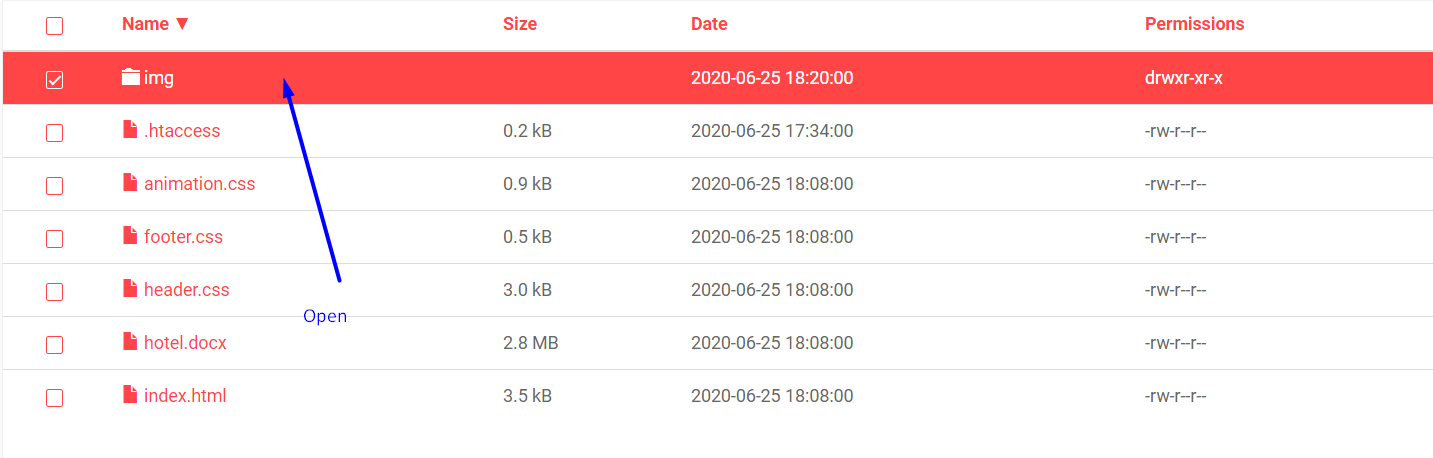 Name ▼ Size Date Permissions
img 2020-06-25 18:20:00 drwxr-xr-x
.htaccess 0.2 kB 2020-06-25 17:34:00 -rw-r--r--
animation.css 0.9 kB 2020-06-25 18:08:00 -rw-r--r--
footer.css 0.5 kB 2020-06-25 18:08:00 -rw-r--r--
header.css 3.0 kB 2020-06-25 18:08:00 -rw-r--r--
Open
hotel.docx 2.8 MB 2020-06-25 18:08:00 -rw-r--r--
index.html 3.5 kB 2020-06-25 18:08:00 -rw-r--r--